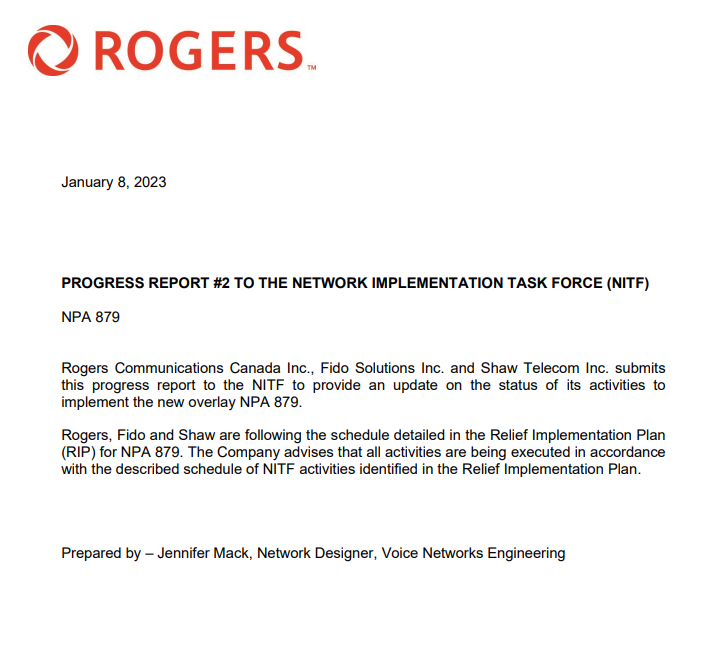 ROGERS™
January 8, 2023
PROGRESS REPORT #2 TO THE NETWORK IMPLEMENTATION TASK FORCE (NITF)
NPA 879
Rogers Communications Canada Inc., Fido Solutions Inc. and Shaw Telecom Inc. submits
this progress report to the NITF to provide an update on the status of its activities to
implement the new overlay NPA 879.
Rogers, Fido and Shaw are following the schedule detailed in the Relief Implementation Plan
(RIP) for NPA 879. The Company advises that all activities are being executed in accordance
with the described schedule of NITF activities identified in the Relief Implementation Plan.
Prepared by – Jennifer Mack, Network Designer, Voice Networks Engineering